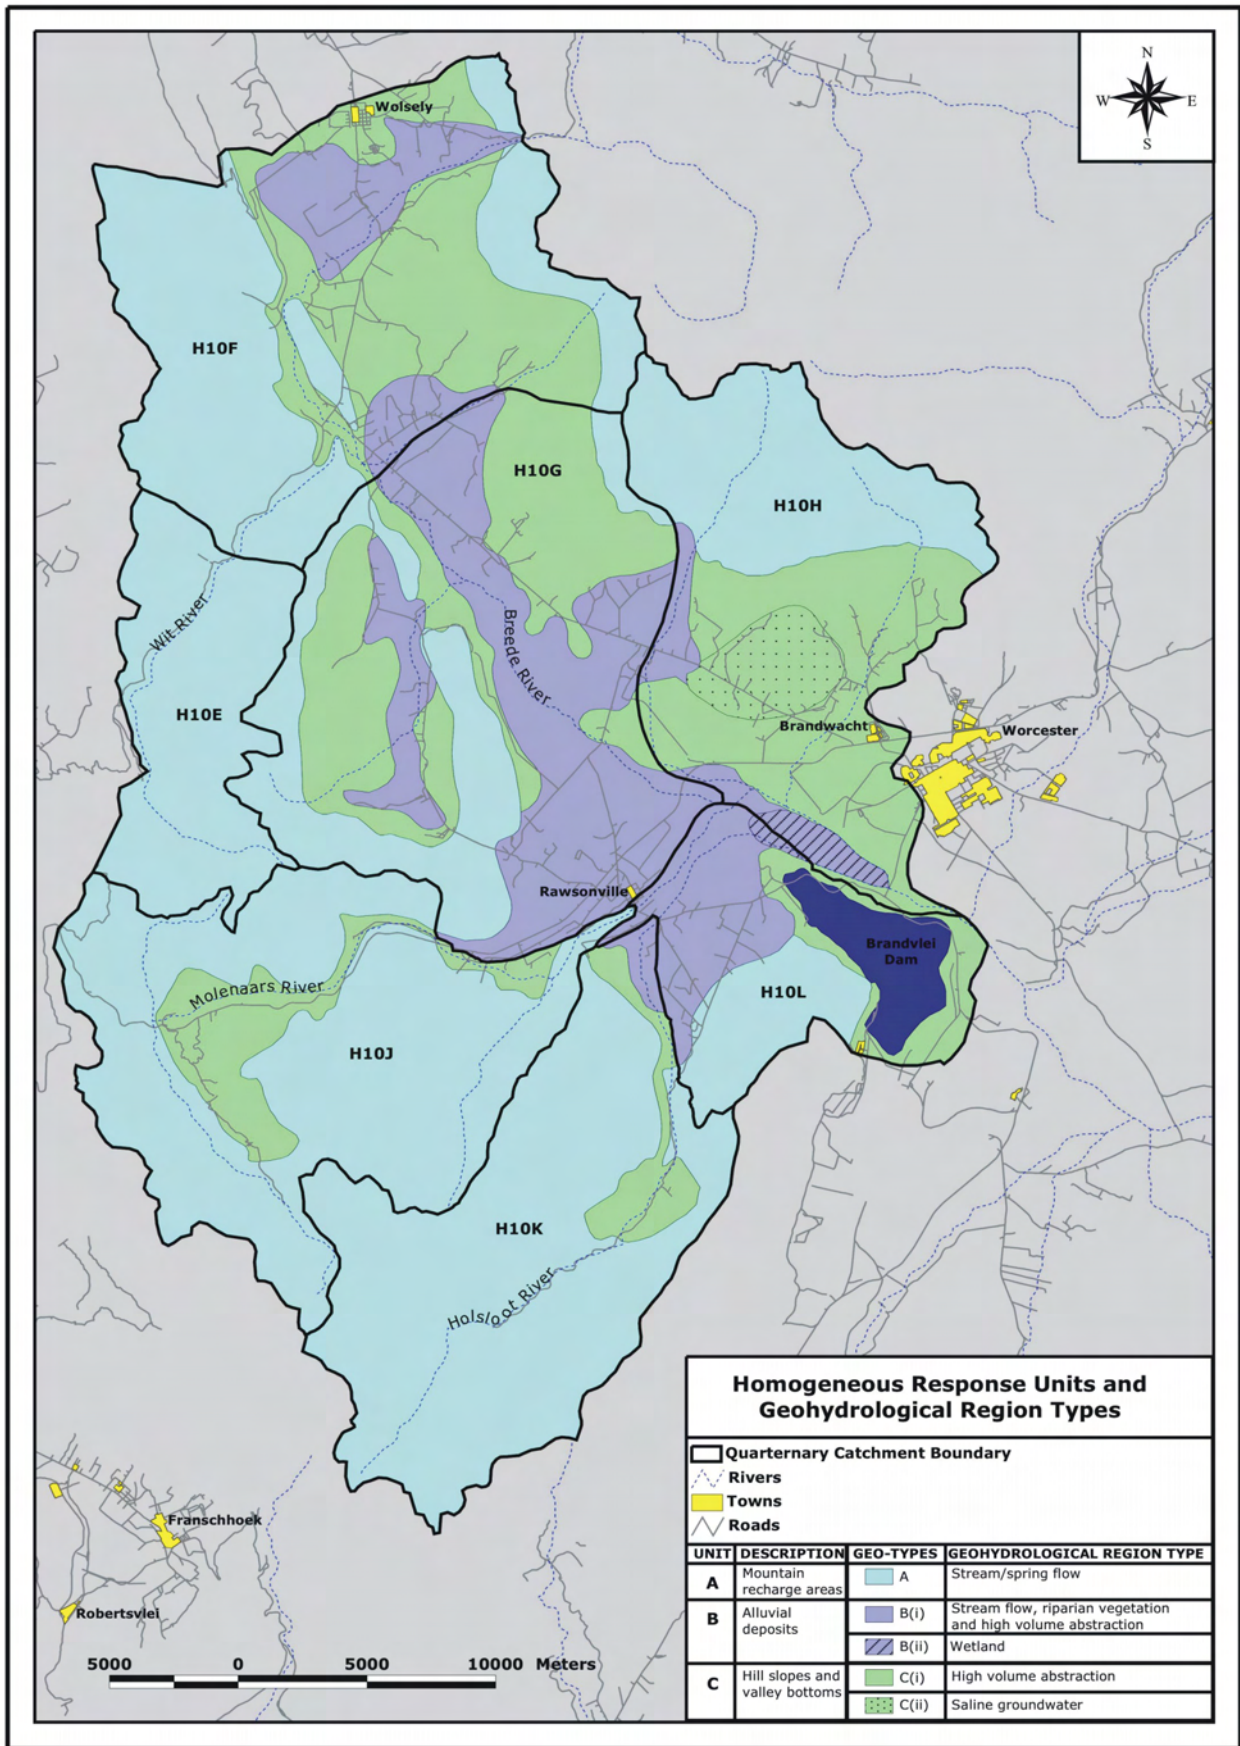 N
W E
S
Wolsely
H10F
H10G
H10H
Wit River
Breede River
H10E
Brandwacht
Worcester
Rawsonville
Brandvlei
Dam
Molenaars River
H10L
H10J
H10K
Holsloot River
Franschhoek
Robertsvlei
5000 0 5000 10000 Meters
Homogeneous Response Units and
Geohydrological Region Types
Quarternary Catchment Boundary
Rivers
Towns
Roads
UNIT DESCRIPTION GEO-TYPES GEOHYDROLOGICAL REGION TYPE
A Mountain
recharge areas
A Stream/spring flow
B Alluvial
deposits
B(i) Stream flow, riparian vegetation
and high volume abstraction
B(ii) Wetland
C Hill slopes and
valley bottoms
C(i) High volume abstraction
C(ii) Saline groundwater